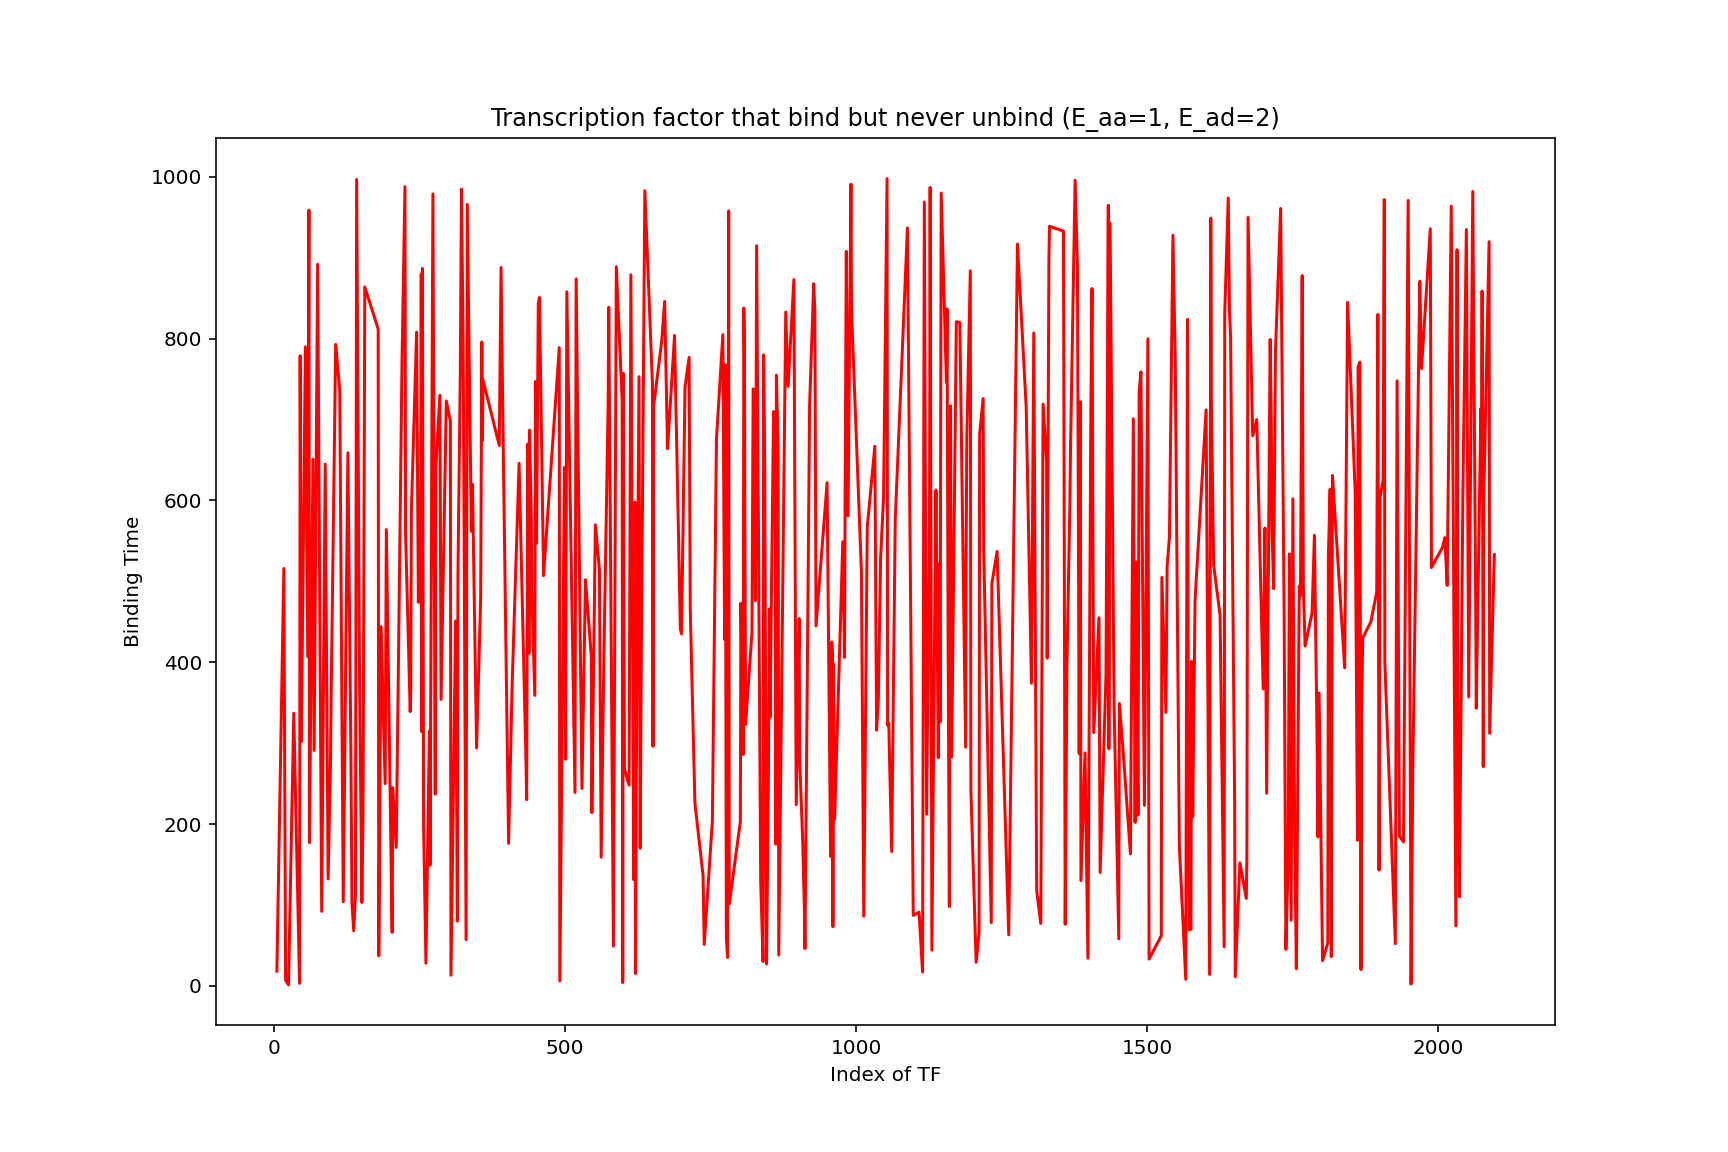 Transcription factor that bind but never unbind (E_aa=1, E_ad=2)
1000
800
600
400
200
0
Binding Time
0 500 1000 1500 2000
Index of TF